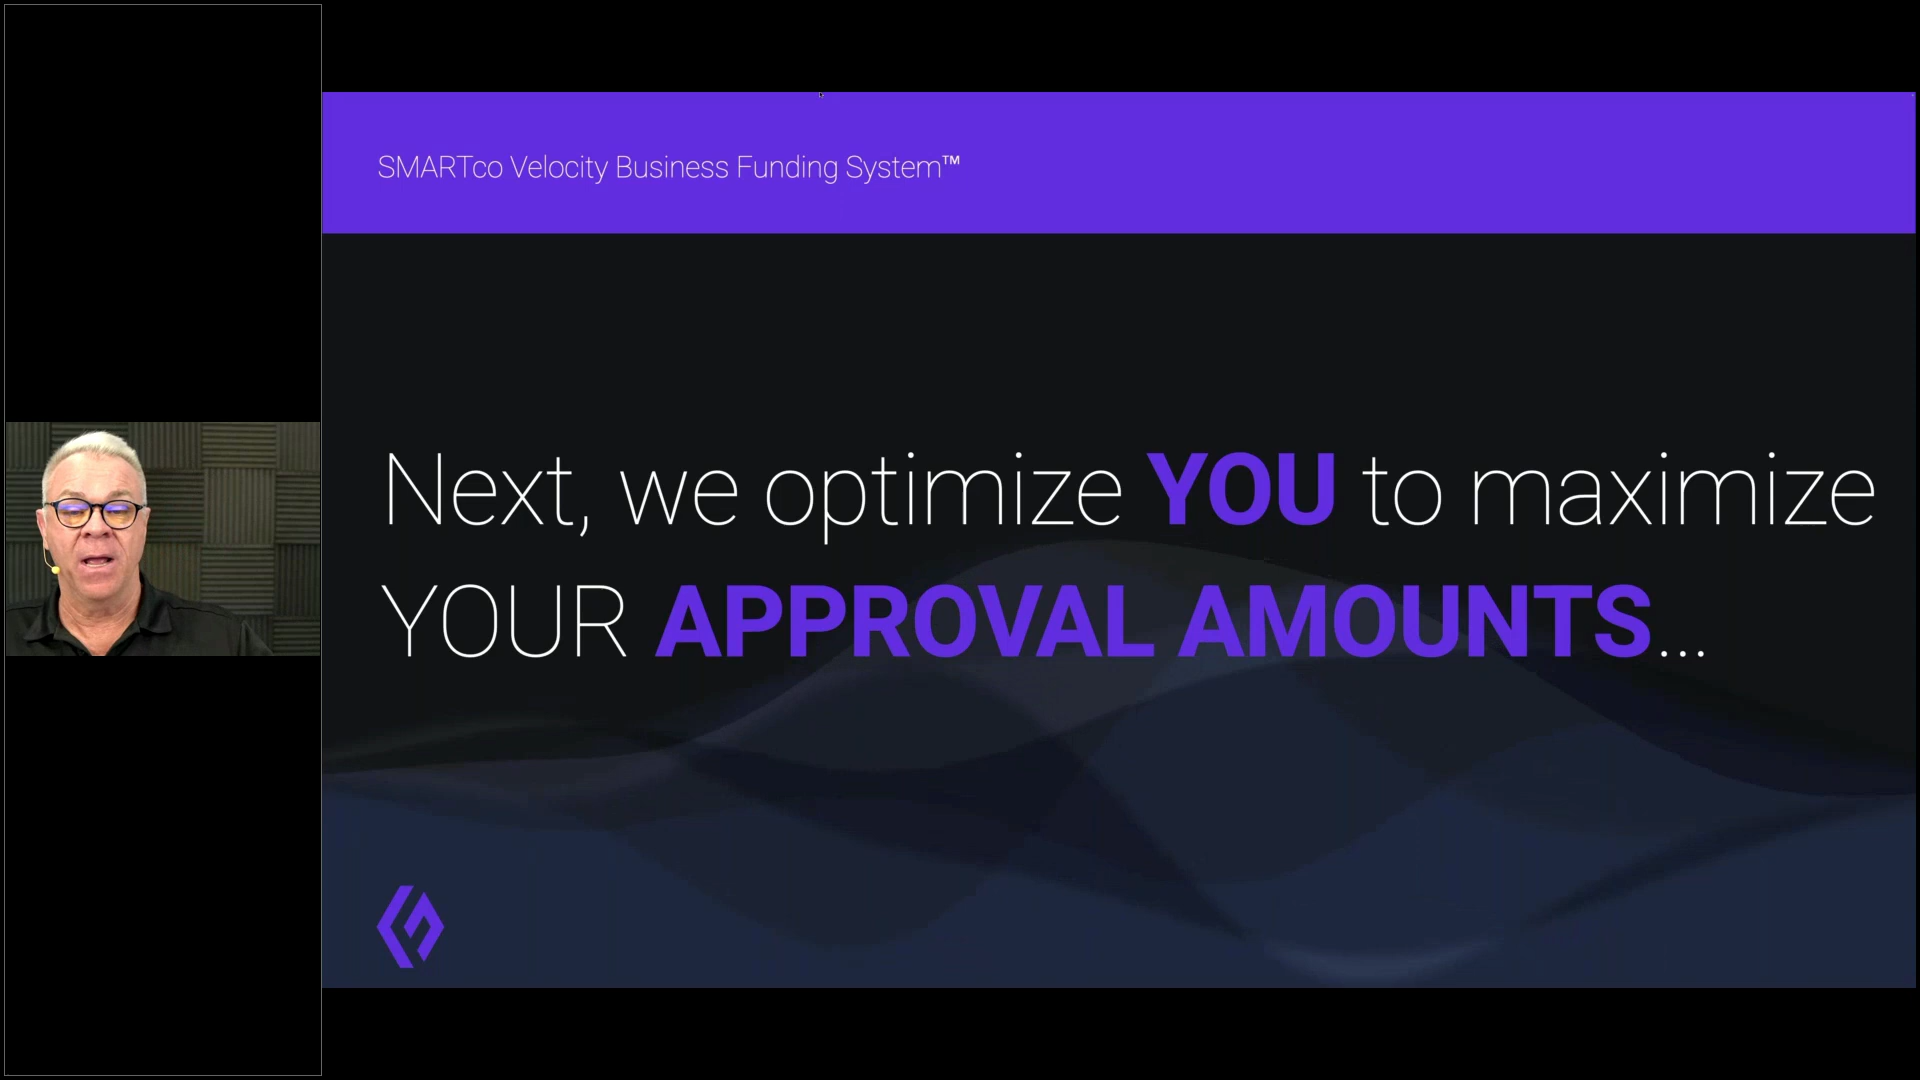 SMARTco Velocity Business Funding System™
Next, we optimize YOU to maximize
YOUR APPROVAL AMOUNTS...